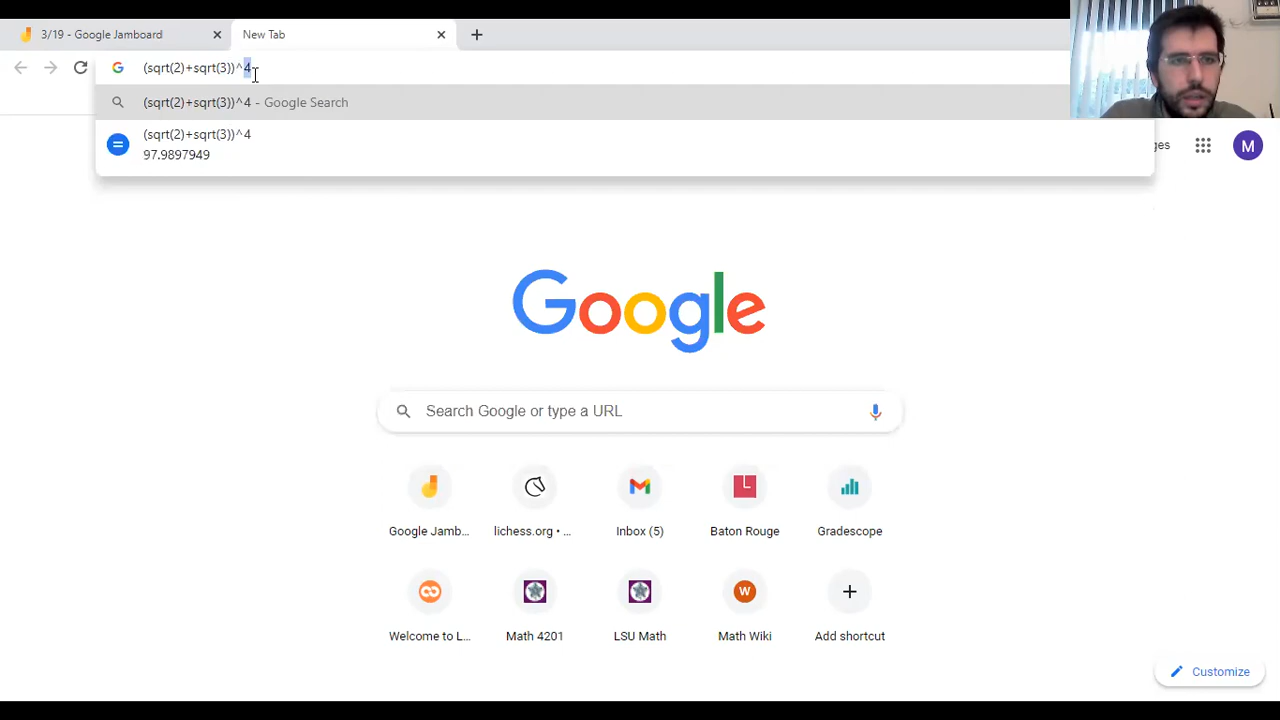 3/19 - Google Jamboard
New Tab
(sqrt(2)+sqrt(3))^4
(sqrt(2)+sqrt(3))^4 - Google Search
(sqrt(2)+sqrt(3))^4
=
97.9897949
ges
M
Google
Search Google or type a URL
Google Jamb...
lichess.org • ...
Inbox (5)
Baton Rouge
Gradescope
W
Welcome to L...
Math 4201
LSU Math
Math Wiki
Add shortcut
Customize